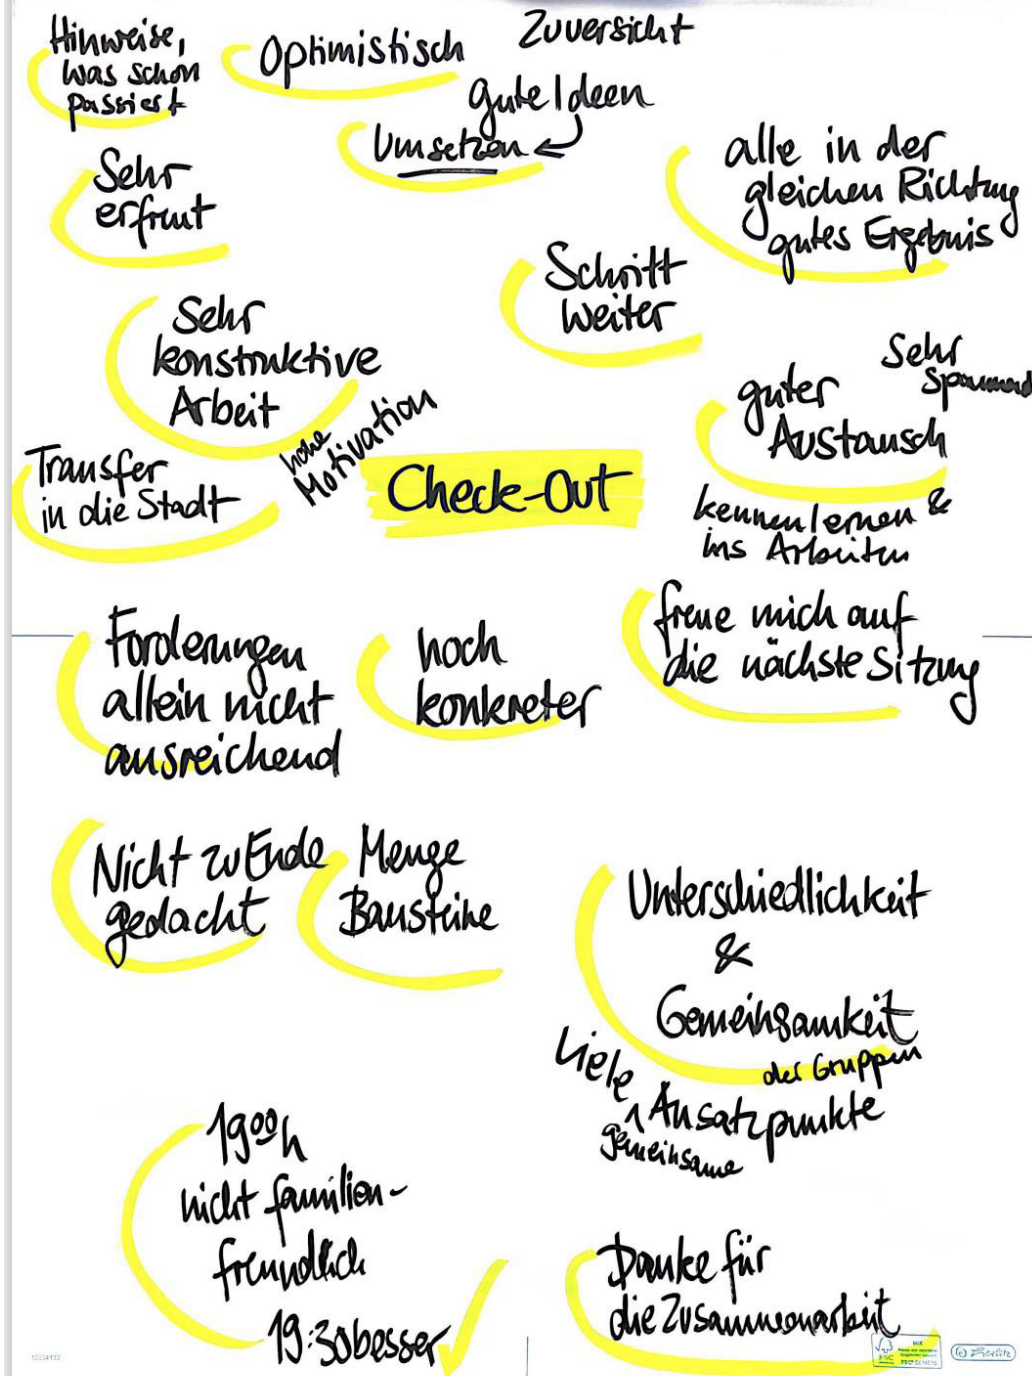 Hinweise,
was schon
passiert
Optimistisch
Zuversicht
gute Ideen
Umsetzen
Sehr
erfreut
alle in der
gleichen Richtung
gutes Ergebnis
Schritt
weiter
Sehr
konstruktive
Arbeit
hohe
Motivation
Sehr
spannend
guter
Austausch
kennenlernen &
ins Arbeiten
Transfer
in die Stadt
Check-Out
Forderungen
allein nicht
ausreichend
noch
konkreter
freue mich auf
die nächste Sitzung
Nicht zu Ende
gedacht
Menge
Bausteine
Unterschiedlichkeit
&
Gemeinsamkeit
der Gruppen
Viele
Ansatzpunkte
gemeinsame
19⁰⁰h
nicht familien-
freundlich
19:30 besser
Danke für
die Zusammenarbeit
FSC